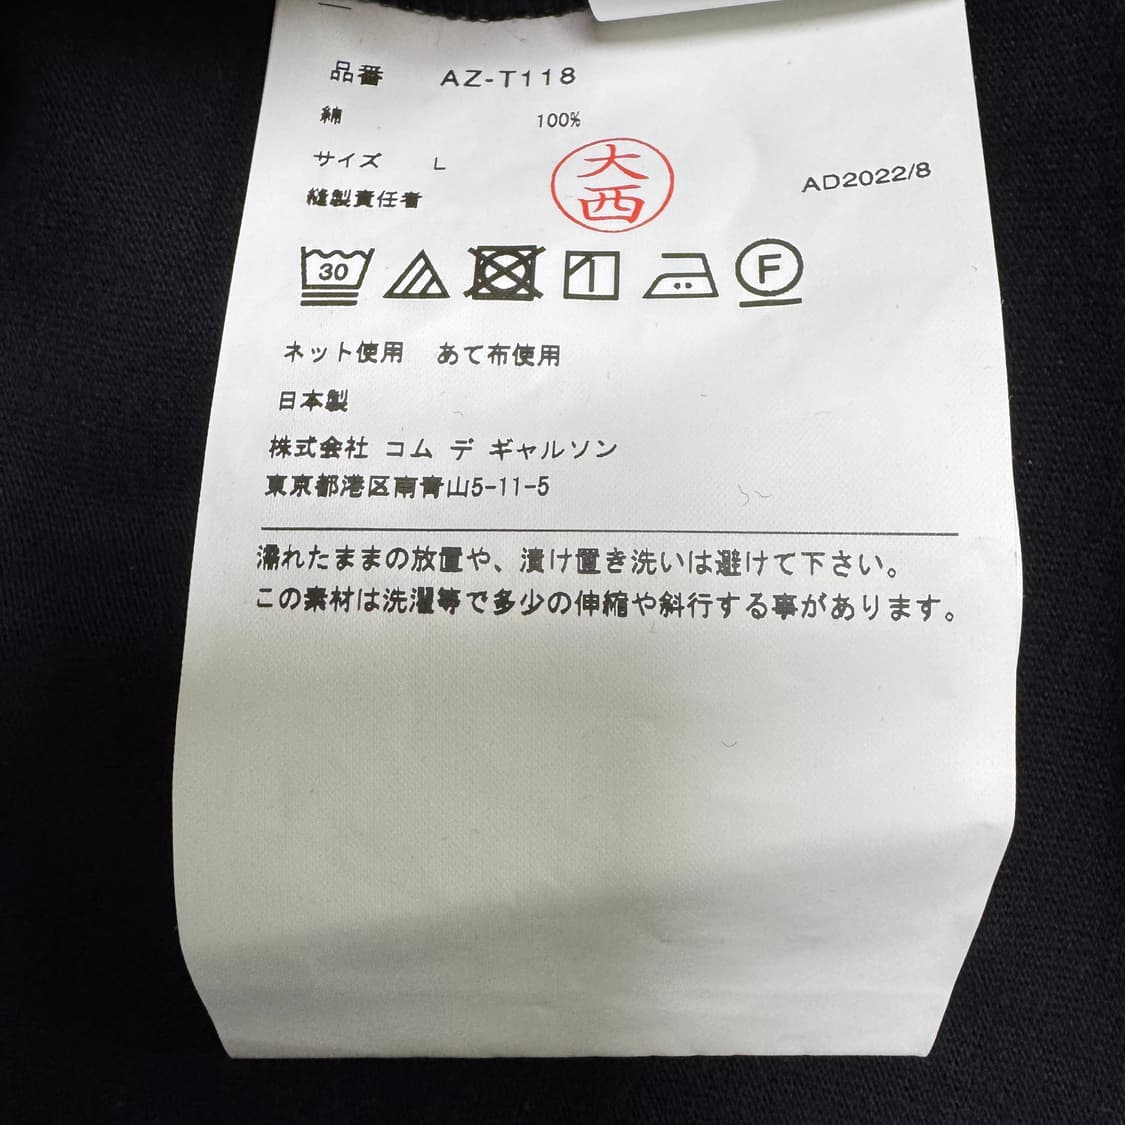 品番 AZ-T118
綿 100%
サイズ L
縫製責任者 大西
AD2022/8
30
F
ネット使用 あて布使用
日本製
株式会社 コム デ ギャルソン
東京都港区南青山5-11-5
濡れたままの放置や、漬け置き洗いは避けて下さい。
この素材は洗濯等で多少の伸縮や斜行する事があります。